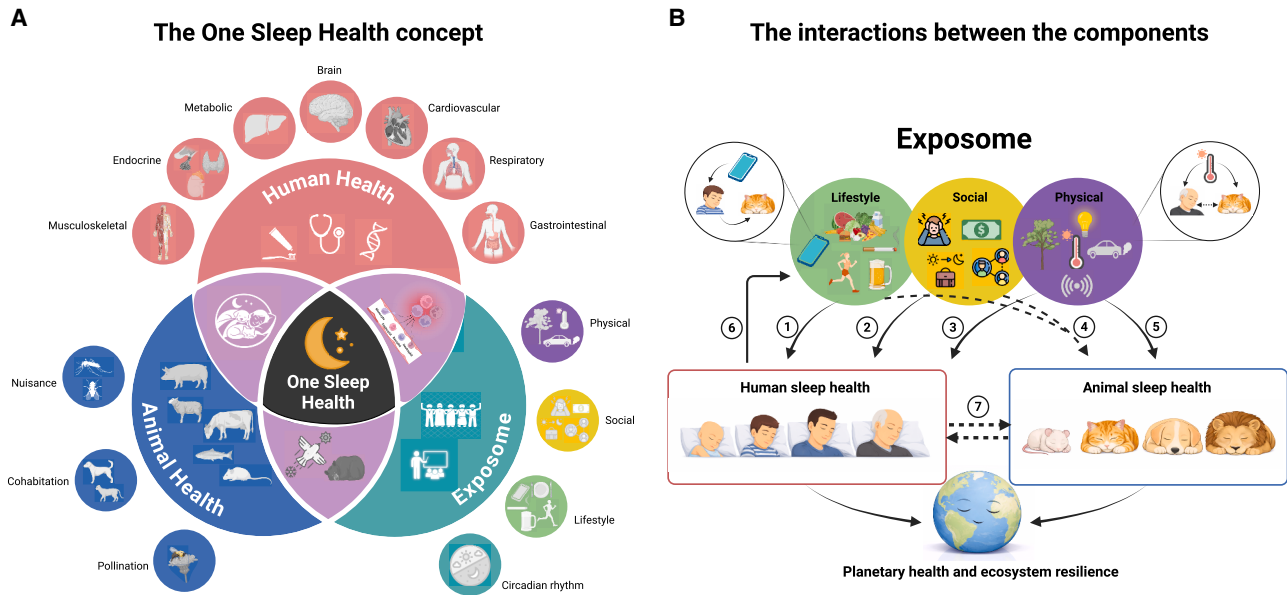 A
The One Sleep Health concept
Brain
Metabolic
Cardiovascular
Endocrine
Respiratory
Musculoskeletal
Gastrointestinal
Human Health
One Sleep
Health
Animal Health
Exposome
Nuisance
Cohabitation
Pollination
Physical
Social
Lifestyle
Circadian rhythm
B
The interactions between the components
Exposome
Lifestyle
Social
Physical
$
6
1
2
3
4
5
Human sleep health
Animal sleep health
7
Planetary health and ecosystem resilience